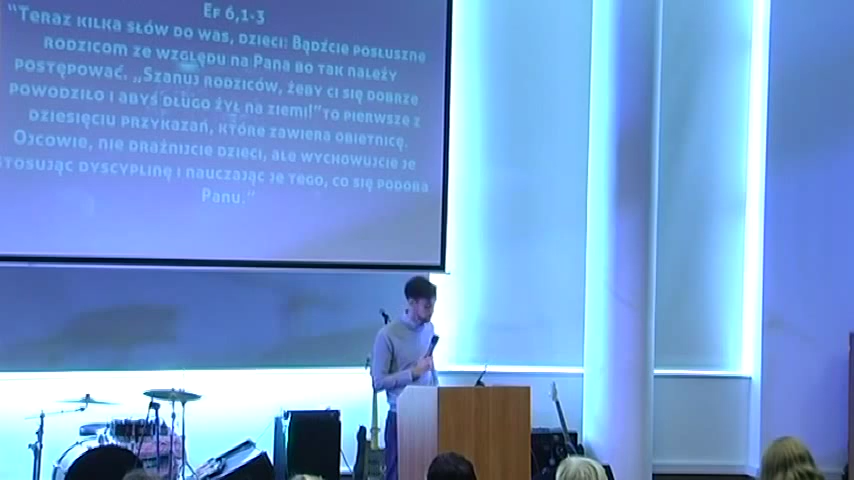 Ef 6,1-3
“Teraz kilka słów do was, dzieci: Bądźcie posłuszne
rodzicom ze względu na Pana bo tak należy
postępować. „Szanuj rodziców, żeby ci się dobrze
powodziło i abyś długo żył na ziemi!” To pierwsze z
dziesięciu przykazań, które zawiera obietnicę.
Ojcowie, nie drażnijcie dzieci, ale wychowujcie je
stosując dyscyplinę i nauczając je tego, co się podoba
Panu.”